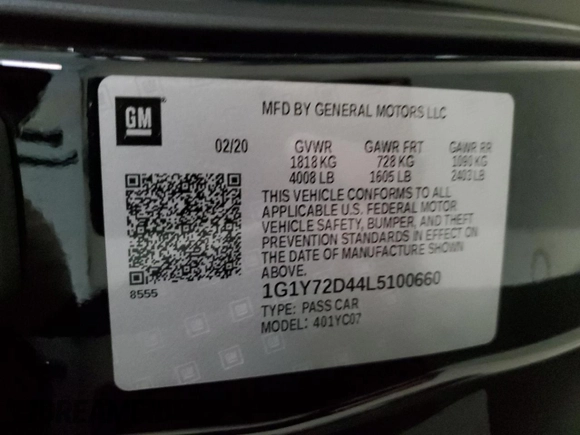 GM
MFD BY GENERAL MOTORS LLC
02/20 GVWR GAWR FRT GAWR RR
1818 KG 728 KG 1090 KG
4008 LB 1605 LB 2403 LB
THIS VEHICLE CONFORMS TO ALL
APPLICABLE U.S. FEDERAL MOTOR
VEHICLE SAFETY, BUMPER, AND THEFT
PREVENTION STANDARDS IN EFFECT ON
THE DATE OF MANUFACTURE SHOWN
ABOVE.
8555
1G1Y72D44L5100660
TYPE: PASS CAR
MODEL: 401YC07